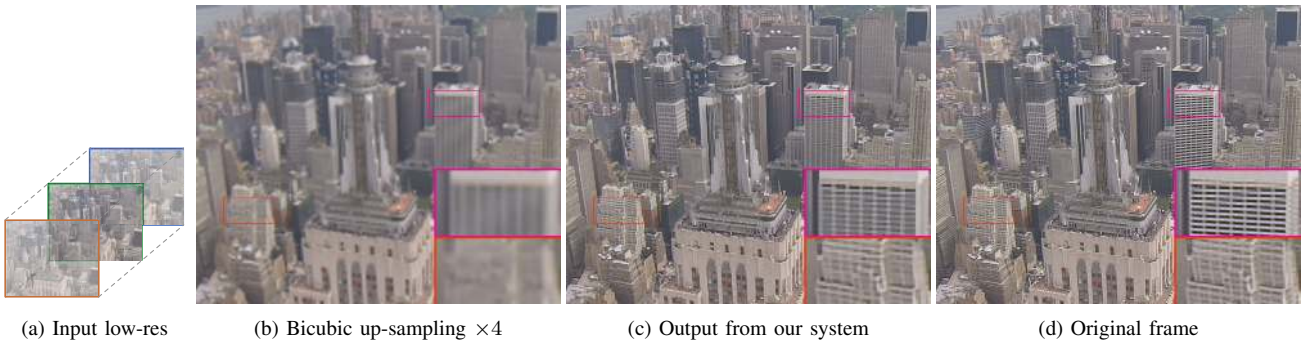 (a) Input low-res
(b) Bicubic up-sampling ×4
(c) Output from our system
(d) Original frame